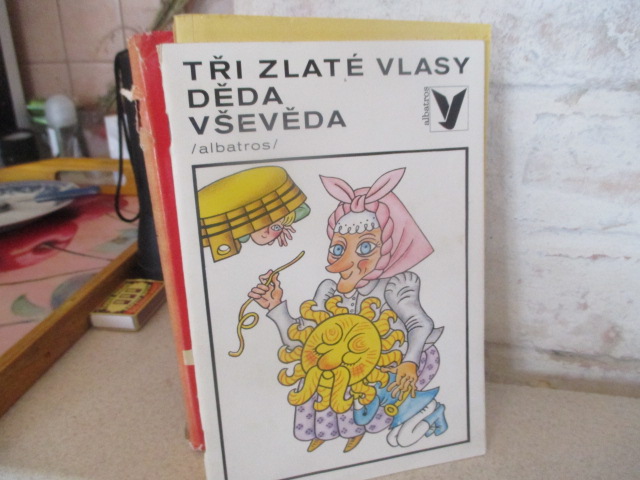 TŘI ZLATÉ VLASY
DĚDA
VŠEVĚDA
/albatros/
albatros